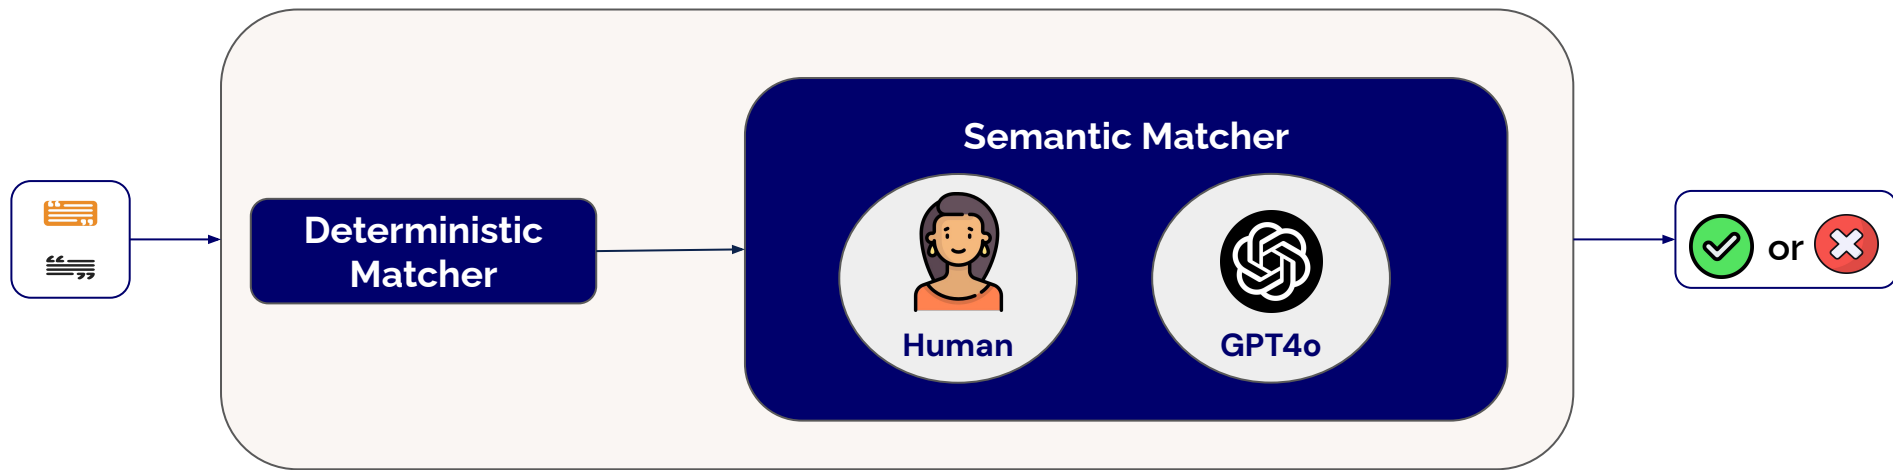 Deterministic
Matcher
Semantic Matcher
Human
GPT4o
or